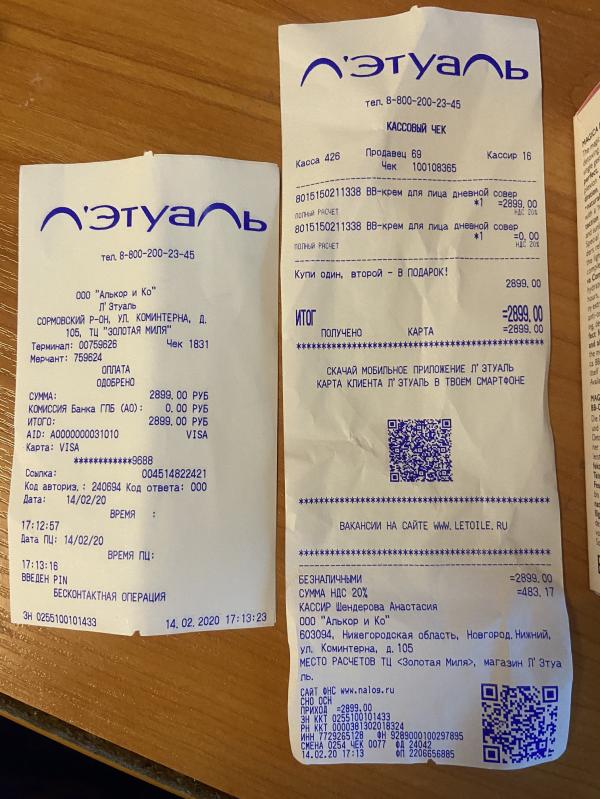 Л'ЭТУАЛЬ
тел. 8-800-200-23-45
ООО "Алькор и Ко"
Л'Этуаль
СОРМОВСКИЙ Р-ОН, УЛ. КОМИНТЕРНА, Д.
105, ТЦ "ЗОЛОТАЯ МИЛЯ"
Терминал: 00759626 Чек 1831
Мерчант: 759624
ОПЛАТА
ОДОБРЕНО
СУММА: 2899.00 РУБ
КОМИССИЯ Банка ГПБ (АО): 0.00 РУБ
ИТОГО: 2899.00 РУБ
AID: A0000000031010 VISA
Карта: VISA
************9688
Ссылка: 004514822421
Код авториз.: 240694 Код ответа: 000
Дата: 14/02/20
ВРЕМЯ :
17:12:57
Дата ПЦ: 14/02/20
ВРЕМЯ ПЦ:
17:13:16
ВВЕДЕН PIN
БЕСКОНТАКТНАЯ ОПЕРАЦИЯ
ЗН 0255100101433 14.02.2020 17:13:23
Л'ЭТУАЛЬ
тел. 8-800-200-23-45
КАССОВЫЙ ЧЕК
Касса 426 Продавец 69 Кассир 16
Чек 100108365
8015150211338 BB-крем для лица дневной совер
*1 =2899.00
ПОЛНЫЙ РАСЧЕТ НДС 20%
8015150211338 BB-крем для лица дневной совер
*1 =0.00
ПОЛНЫЙ РАСЧЕТ НДС 20%
Купи один, второй - В ПОДАРОК!
2899.00
ИТОГ =2899.00
ПОЛУЧЕНО КАРТА =2899.00
СКАЧАЙ МОБИЛЬНОЕ ПРИЛОЖЕНИЕ Л'ЭТУАЛЬ
КАРТА КЛИЕНТА Л'ЭТУАЛЬ В ТВОЕМ СМАРТФОНЕ
ВАКАНСИИ НА САЙТЕ WWW.LETOILE.RU
БЕЗНАЛИЧНЫМИ =2899.00
СУММА НДС 20% =483.17
КАССИР Шендерова Анастасия
ООО "Алькор и Ко"
603094, Нижегородская область, Новгород.Нижний,
ул. Коминтерна, д.105
МЕСТО РАСЧЕТОВ ТЦ <Золотая Миля>, магазин Л'Этуа
ль.
САЙТ ФНС www.nalog.ru
СНО ОСН
ПРИХОД =2899.00
ЗН ККТ 0255100101433
РН ККТ 0000381302018324
ИНН 7729265128 ФН 9289000100297895
СМЕНА 0254 ЧЕК 0077 ФД 24042
14.02.20 17:13 ФП 2206656885